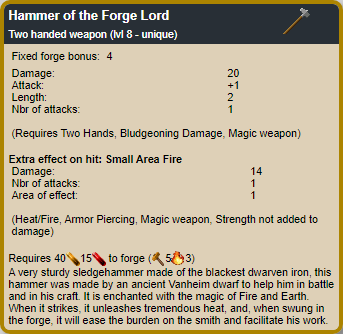 Hammer of the Forge Lord
Two handed weapon (lvl 8 - unique)
Fixed forge bonus: 4
Damage: 20
Attack: +1
Length: 2
Nbr of attacks: 1
(Requires Two Hands, Bludgeoning Damage, Magic weapon)
Extra effect on hit: Small Area Fire
Damage: 14
Nbr of attacks: 1
Area of effect: 1
(Heat/Fire, Armor Piercing, Magic weapon, Strength not added to
damage)
Requires 40 15 to forge ( 5 3)
A very sturdy sledgehammer made of the blackest dwarven iron, this
hammer was made by an ancient Vanheim dwarf to help him in battle
and in his craft. It is enchanted with the magic of Fire and Earth.
When it strikes, it unleashes tremendous heat, and, when swung in
the forge, it will ease the burden on the smith and facilitate his work.